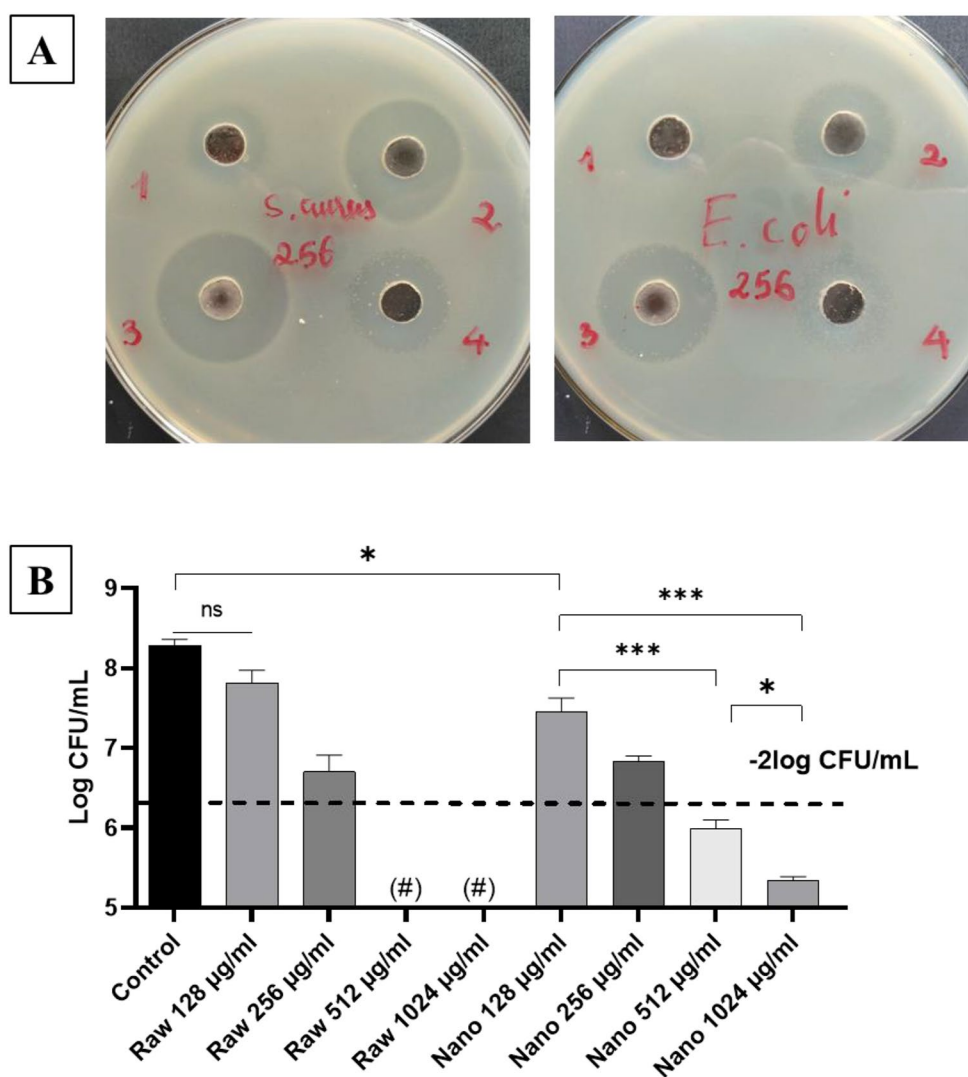 A
1
2
S. aureus
256
3
4
1
2
E. coli
256
3
4
B
*
***
ns
***
*
-2log CFU/mL
Log CFU/mL
9
8
7
6
5
(#)
(#)
Control
Raw 128 µg/ml
Raw 256 µg/ml
Raw 512 µg/ml
Raw 1024 µg/ml
Nano 128 µg/ml
Nano 256 µg/ml
Nano 512 µg/ml
Nano 1024 µg/ml